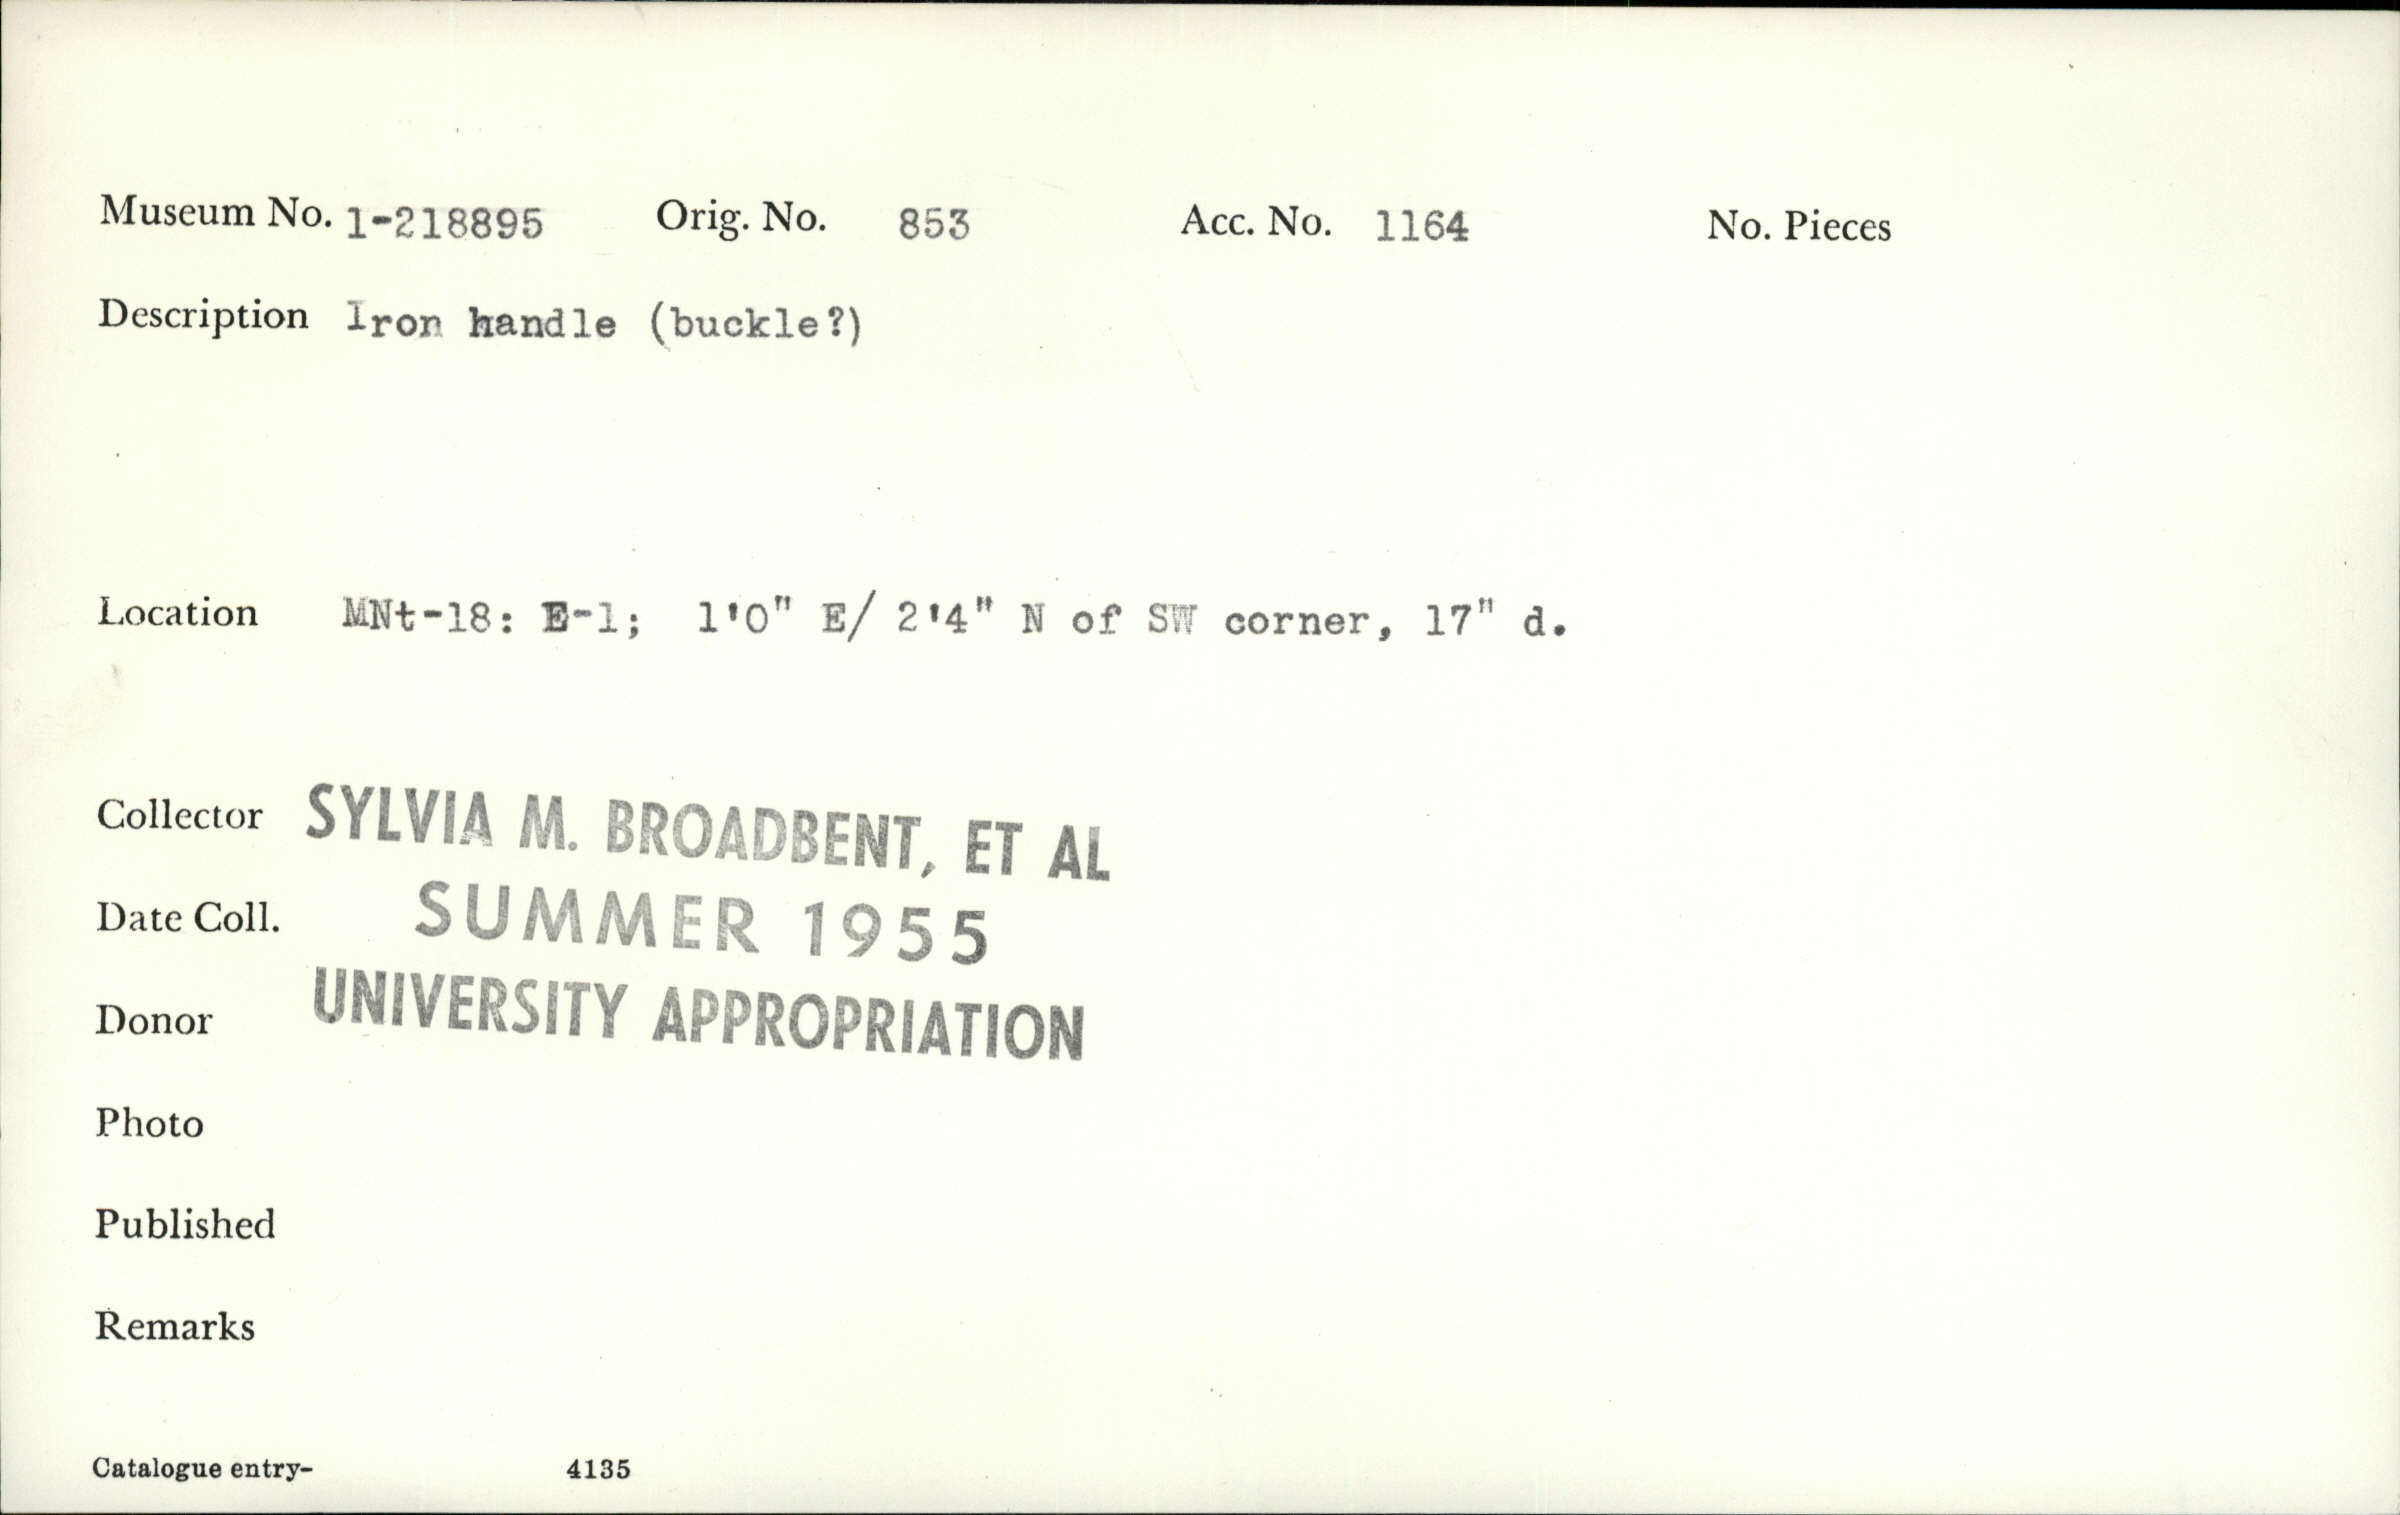 Museum No. 1-218895 Orig. No. 853 Acc. No. 1164 No. Pieces
Description Iron handle (buckle?)
Location MNt-18: E-1; 1'0" E/ 2'4" N of SW corner, 17" d.
Collector SYLVIA M. BROADBENT, ET AL
Date Coll. SUMMER 1955
Donor UNIVERSITY APPROPRIATION
Photo
Published
Remarks
Catalogue entry- 4135